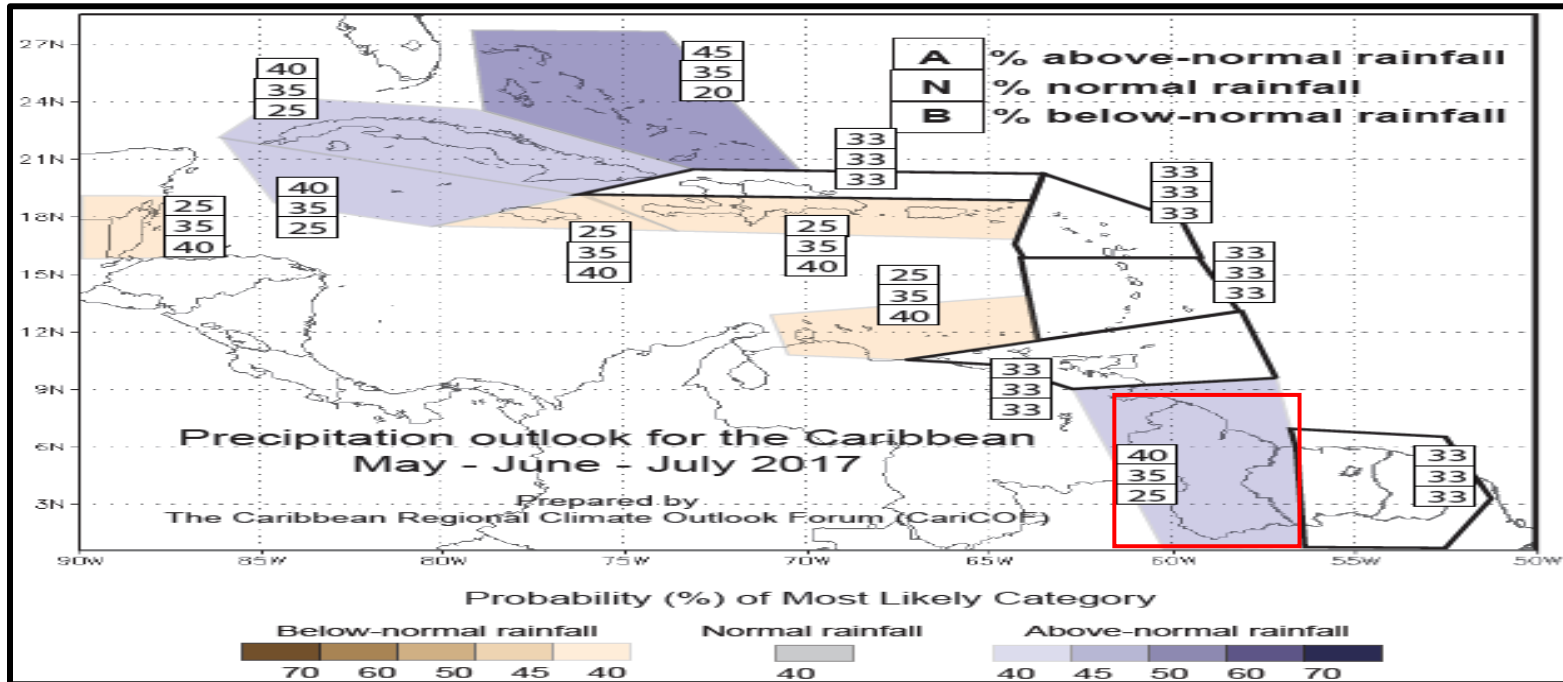 27N
24N
21N
18N
15N
12N
9N
6N
3N
90W 85W 80W 75W 70W 65W 60W 55W 50W
A % above-normal rainfall
N % normal rainfall
B % below-normal rainfall
40
35
25
45
35
20
33
33
33
33
33
33
40
35
25
25
35
40
25
35
40
25
35
40
25
35
40
33
33
33
33
33
33
40
35
25
33
33
33
Precipitation outlook for the Caribbean
May - June - July 2017
Prepared by
The Caribbean Regional Climate Outlook Forum (CariCOF)
Probability (%) of Most Likely Category
Below-normal rainfall Normal rainfall Above-normal rainfall
70 60 50 45 40 40 40 45 50 60 70